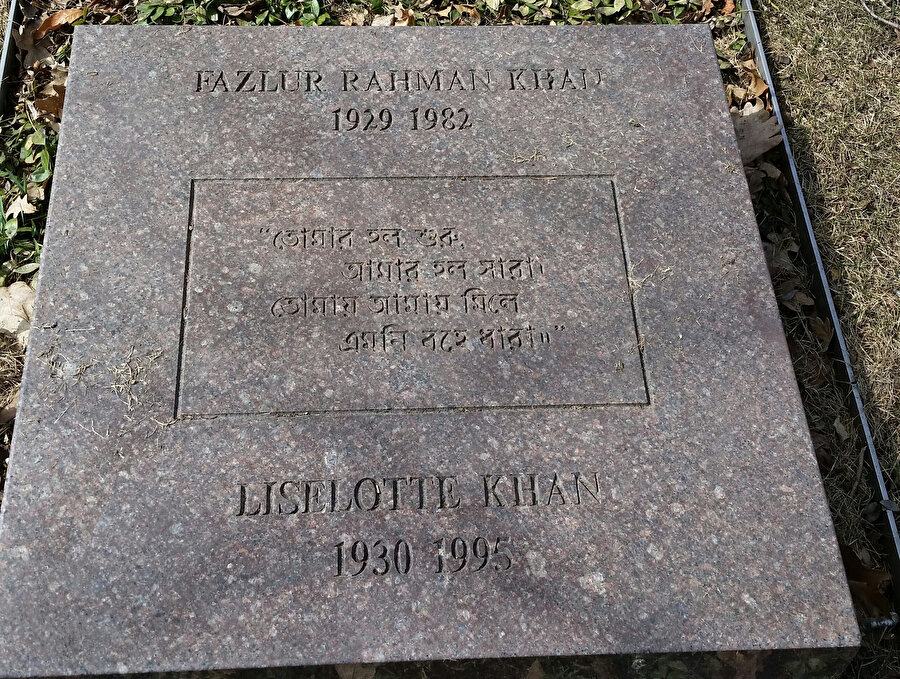 FAZLUR RAHMAN KHAN
1929 1982
“তোমার হল শুরু,
আমার হল সারা।
তোমায় আমায় মিলে
এমনি বহে ধারা॥”
LISELOTTE KHAN
1930 1995